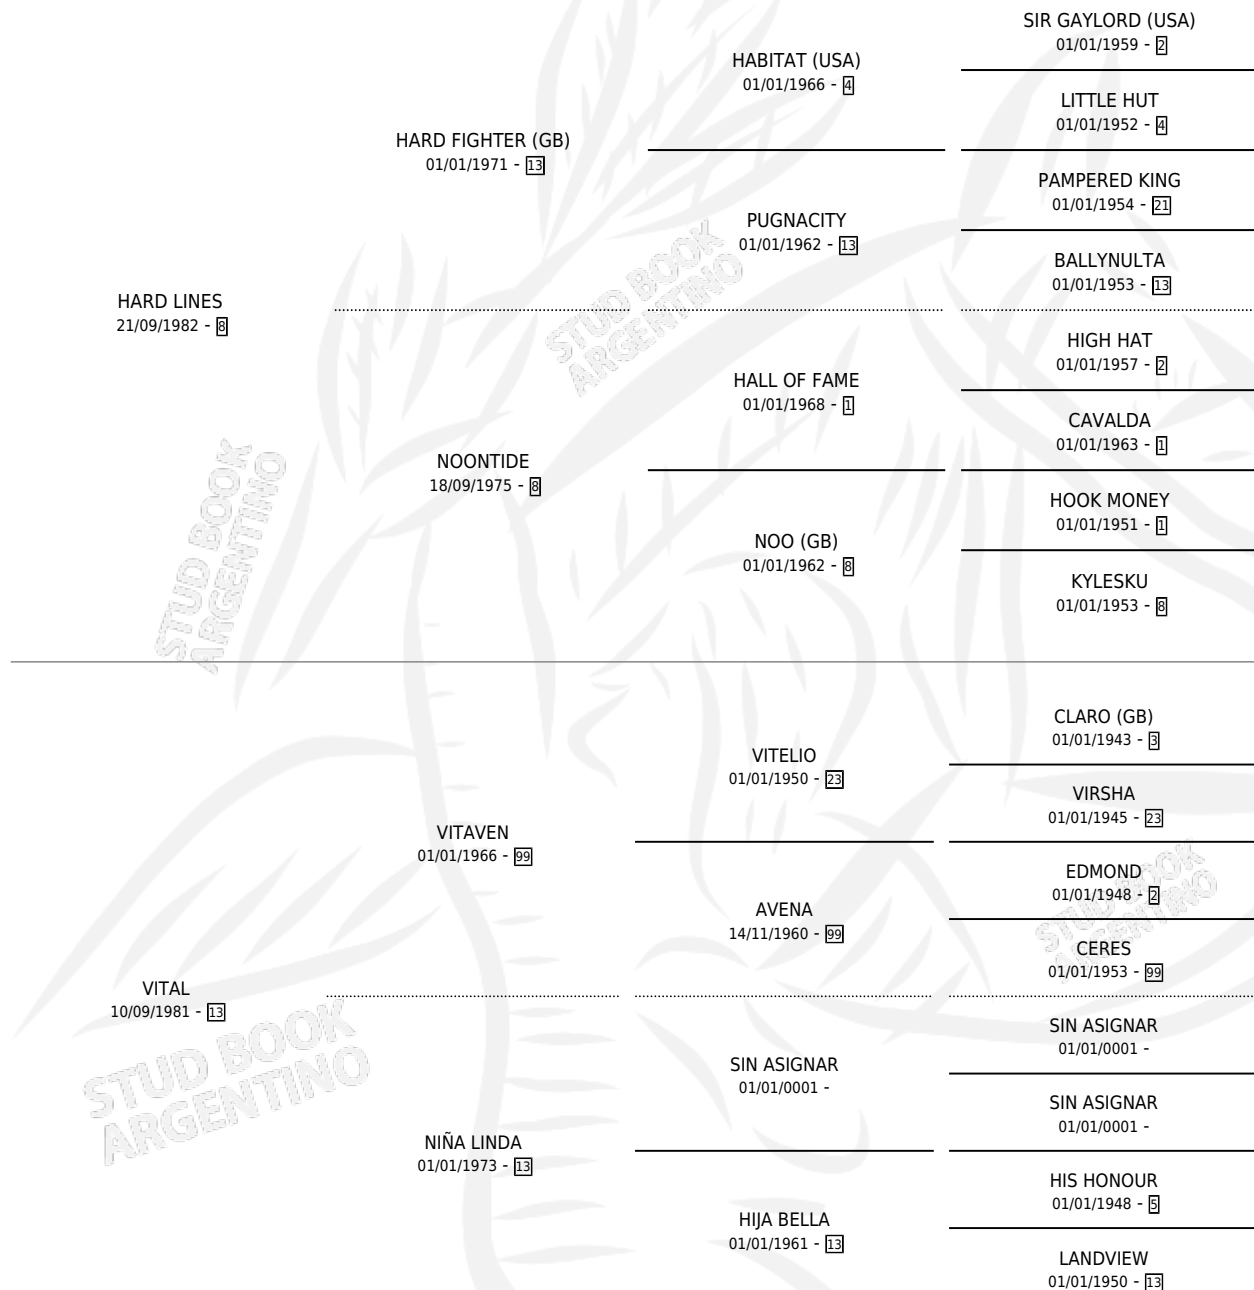 SIR GAYLORD (USA)
01/01/1959 - 2
HABITAT (USA)
01/01/1966 - 4
LITTLE HUT
01/01/1952 - 4
HARD FIGHTER (GB)
01/01/1971 - 13
PAMPERED KING
01/01/1954 - 21
PUGNACITY
01/01/1962 - 13
BALLYNULTA
01/01/1953 - 13
HARD LINES
21/09/1982 - 8
HIGH HAT
01/01/1957 - 2
HALL OF FAME
01/01/1968 - 1
CAVALDA
01/01/1963 - 1
NOONTIDE
18/09/1975 - 8
HOOK MONEY
01/01/1951 - 1
NOO (GB)
01/01/1962 - 8
KYLESKU
01/01/1953 - 8
CLARO (GB)
01/01/1943 - 3
VITELIO
01/01/1950 - 23
VIRSHA
01/01/1945 - 23
VITAVEN
01/01/1966 - 99
EDMOND
01/01/1948 - 2
AVENA
14/11/1960 - 99
CERES
01/01/1953 - 99
VITAL
10/09/1981 - 13
SIN ASIGNAR
01/01/0001 -
SIN ASIGNAR
01/01/0001 -
SIN ASIGNAR
01/01/0001 -
NIÑA LINDA
01/01/1973 - 13
HIS HONOUR
01/01/1948 - 5
HIJA BELLA
01/01/1961 - 13
LANDVIEW
01/01/1950 - 13
STUD BOOK
ARGENTINO
STUD BOOK
ARGENTINO
STUD BOOK
ARGENTINO
STUD BOOK
ARGENTINO